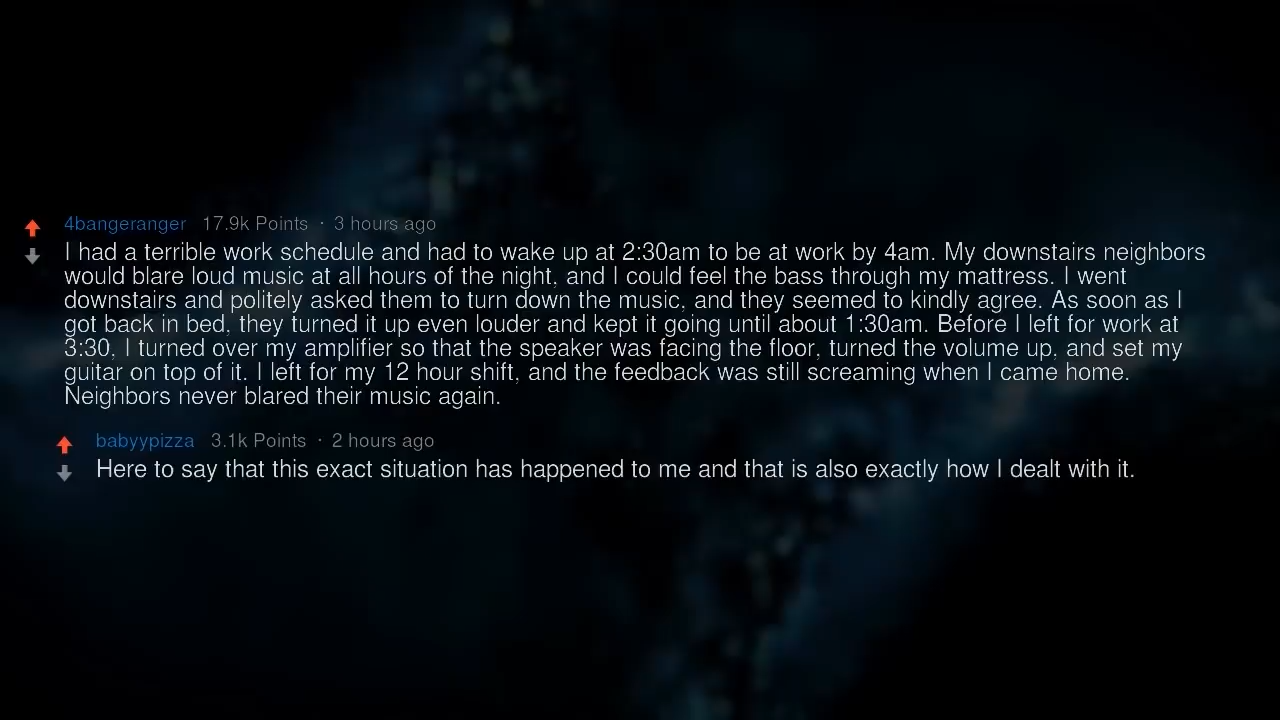 4bangeranger 17.9k Points · 3 hours ago
I had a terrible work schedule and had to wake up at 2:30am to be at work by 4am. My downstairs neighbors
would blare loud music at all hours of the night, and I could feel the bass through my mattress. I went
downstairs and politely asked them to turn down the music, and they seemed to kindly agree. As soon as I
got back in bed, they turned it up even louder and kept it going until about 1:30am. Before I left for work at
3:30, I turned over my amplifier so that the speaker was facing the floor, turned the volume up, and set my
guitar on top of it. I left for my 12 hour shift, and the feedback was still screaming when I came home.
Neighbors never blared their music again.
babyypizza 3.1k Points · 2 hours ago
Here to say that this exact situation has happened to me and that is also exactly how I dealt with it.